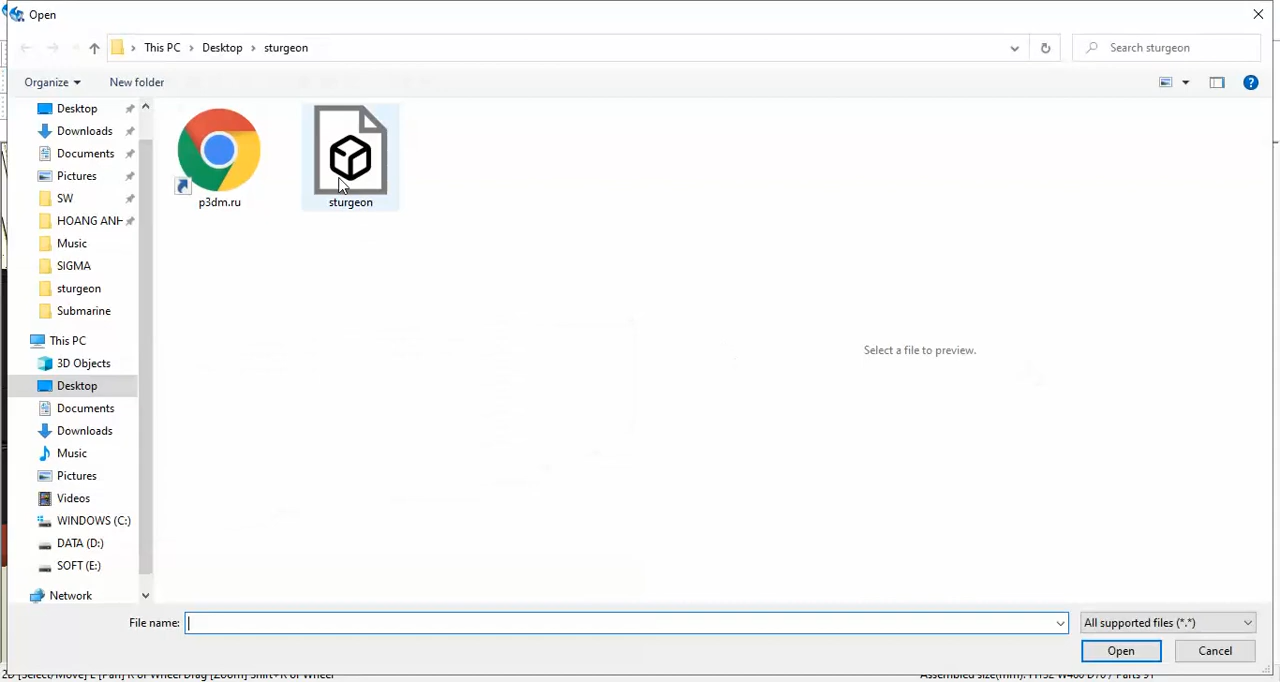 Open
This PC > Desktop > sturgeon
Search sturgeon
Organize
New folder
Desktop
Downloads
Documents
Pictures
SW
HOANG ANH
Music
SIGMA
sturgeon
Submarine
This PC
3D Objects
Desktop
Documents
Downloads
Music
Pictures
Videos
WINDOWS (C:)
DATA (D:)
SOFT (E:)
Network
p3dm.ru
sturgeon
Select a file to preview.
File name:
All supported files (*.*)
Open
Cancel